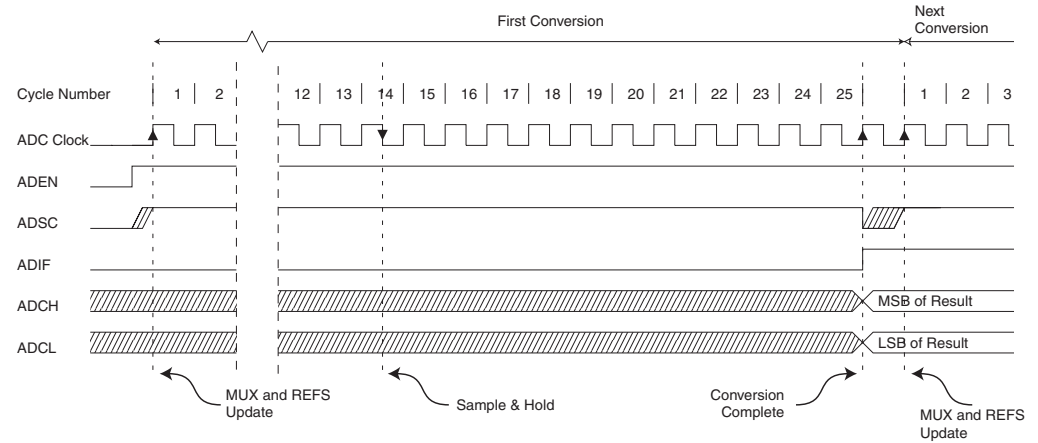 First Conversion
Next
Conversion
Cycle Number 1 2 12 13 14 15 16 17 18 19 20 21 22 23 24 25 1 2 3
ADC Clock
ADEN
ADSC
ADIF
ADCH MSB of Result
ADCL LSB of Result
MUX and REFS
Update
Sample & Hold
Conversion
Complete
MUX and REFS
Update